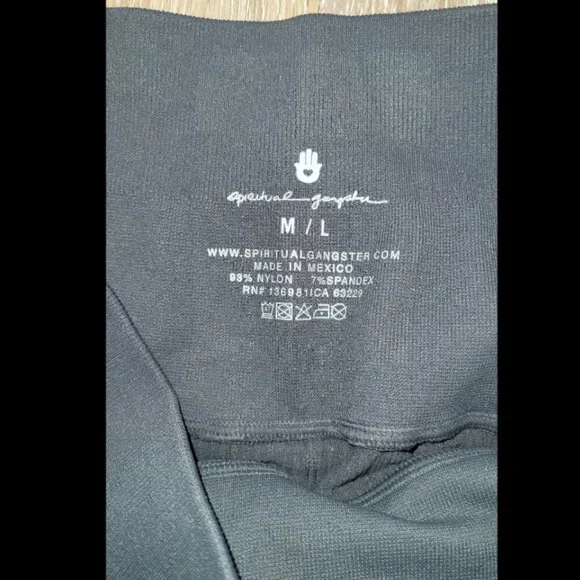 spiritual gangster
M / L
WWW.SPIRITUALGANGSTER.COM
MADE IN MEXICO
93% NYLON 7%SPANDEX
RN# 136981ICA 63229